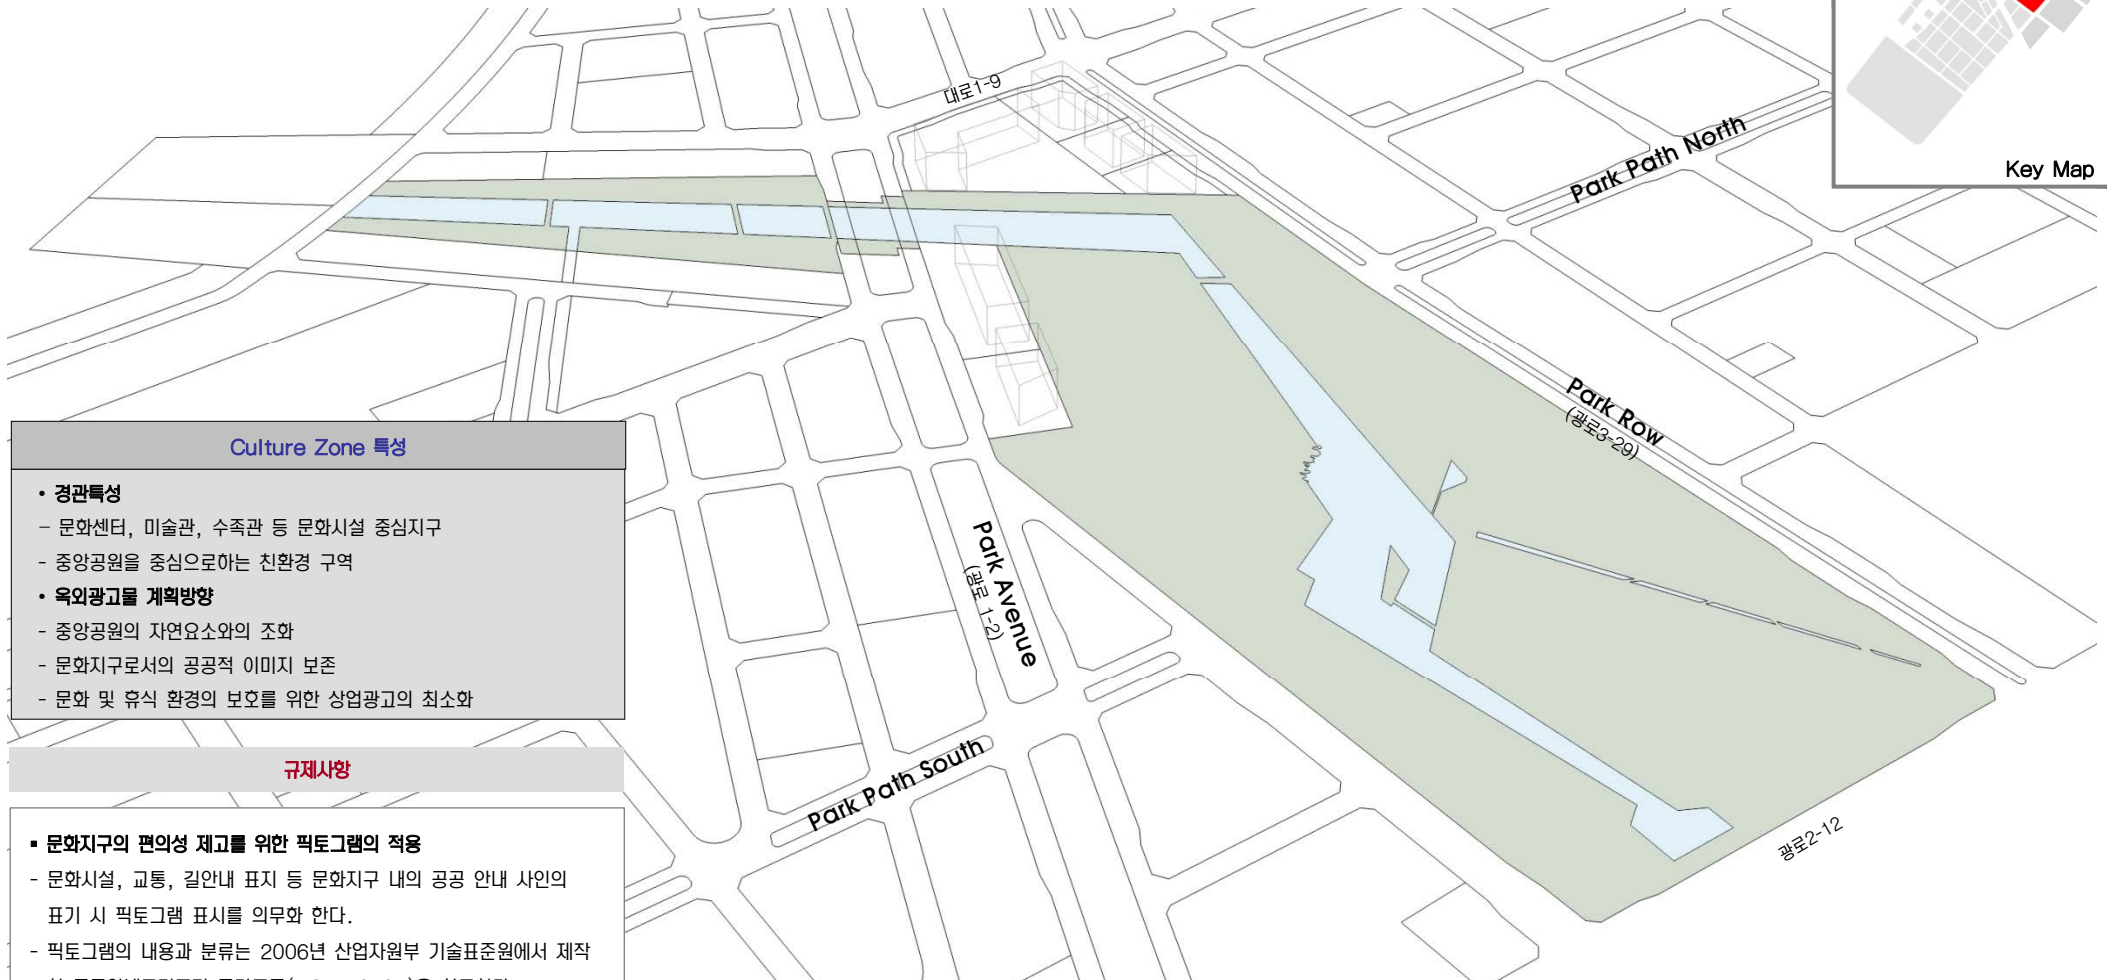 대로1-9
Park Path North
Key Map
Park Row
(광로3-29)
Park Avenue
(광로 1-2)
Park Path South
광로2-12
Culture Zone 특성
• 경관특성
- 문화센터, 미술관, 수족관 등 문화시설 중심지구
- 중앙공원을 중심으로하는 친환경 구역
• 옥외광고물 계획방향
- 중앙공원의 자연요소와의 조화
- 문화지구로서의 공공적 이미지 보존
- 문화 및 휴식 환경의 보호를 위한 상업광고의 최소화
규제사항
▪ 문화지구의 편의성 제고를 위한 픽토그램의 적용
- 문화시설, 교통, 길안내 표지 등 문화지구 내의 공공 안내 사인의
표기 시 픽토그램 표시를 의무화 한다.
- 픽토그램의 내용과 분류는 2006년 산업자원부 기술표준원에서 제작